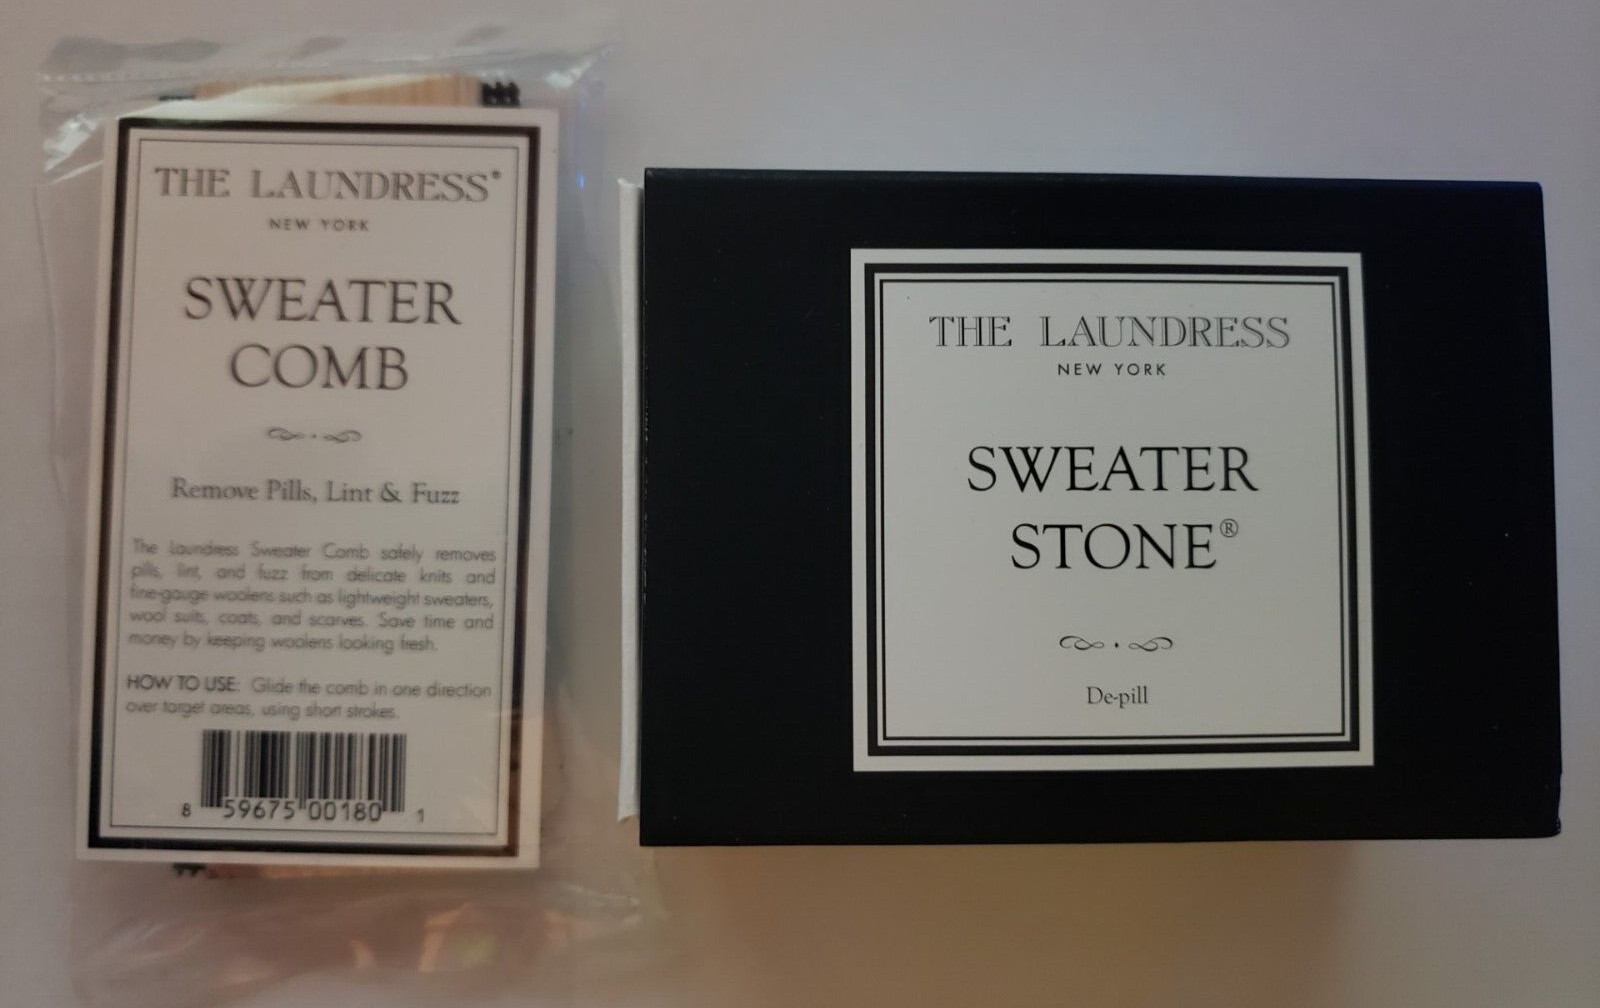 THE LAUNDRESS®
NEW YORK
SWEATER
COMB
Remove Pills, Lint & Fuzz
The Laundress Sweater Comb safely removes
pills, lint, and fuzz from delicate knits and
fine-gauge woolens such as lightweight sweaters,
wool suits, coats, and scarves. Save time and
money by keeping woolens looking fresh.
HOW TO USE: Glide the comb in one direction
over target areas, using short strokes.
8 59675 00180 1
THE LAUNDRESS
NEW YORK
SWEATER
STONE®
De-pill